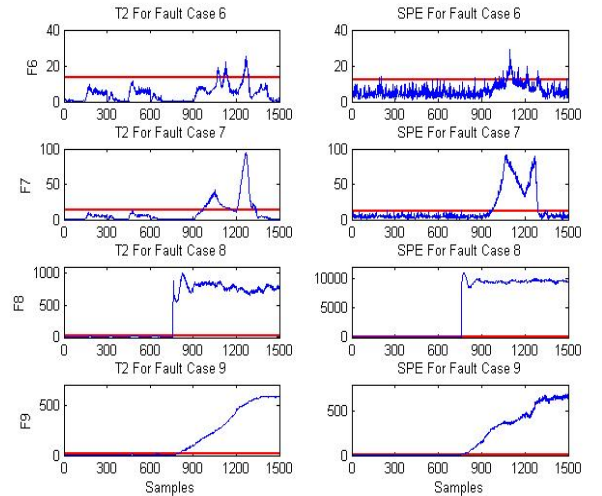 T2 For Fault Case 6
SPE For Fault Case 6
F6
40
20
0
0 300 600 900 1200 1500
40
20
0
0 300 600 900 1200 1500
T2 For Fault Case 7
SPE For Fault Case 7
F7
100
50
0
0 300 600 900 1200 1500
100
50
0
0 300 600 900 1200 1500
T2 For Fault Case 8
SPE For Fault Case 8
F8
1000
500
0
0 300 600 900 1200 1500
10000
5000
0
0 300 600 900 1200 1500
T2 For Fault Case 9
SPE For Fault Case 9
F9
500
0
0 300 600 900 1200 1500
500
0
0 300 600 900 1200 1500
Samples
Samples